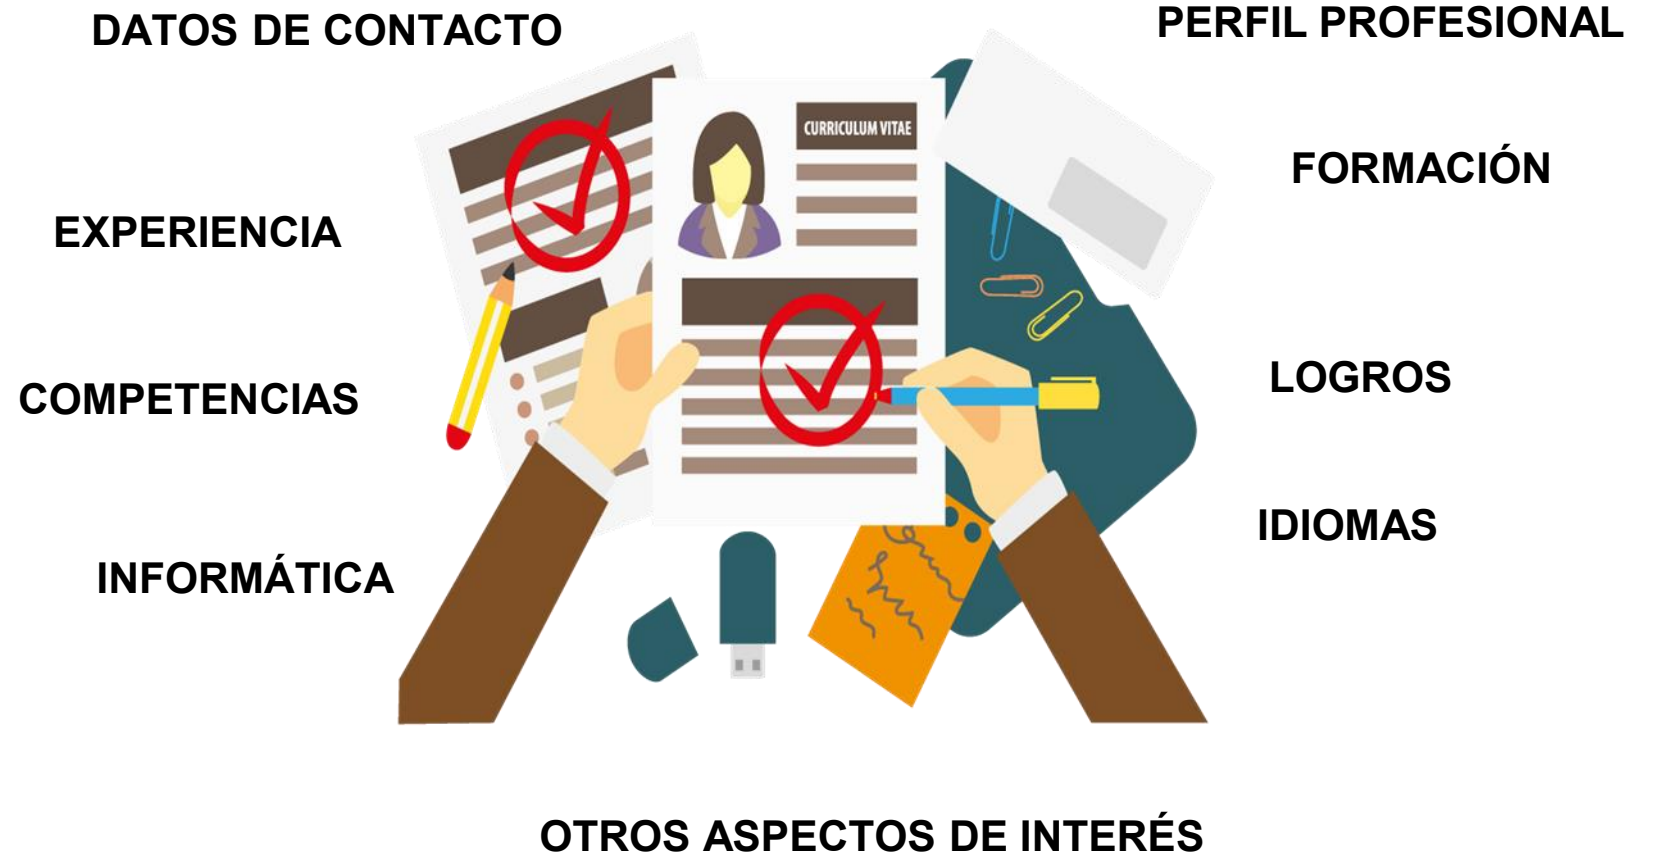 DATOS DE CONTACTO
PERFIL PROFESIONAL
CURRICULUM VITAE
FORMACIÓN
EXPERIENCIA
LOGROS
COMPETENCIAS
IDIOMAS
INFORMÁTICA
OTROS ASPECTOS DE INTERÉS